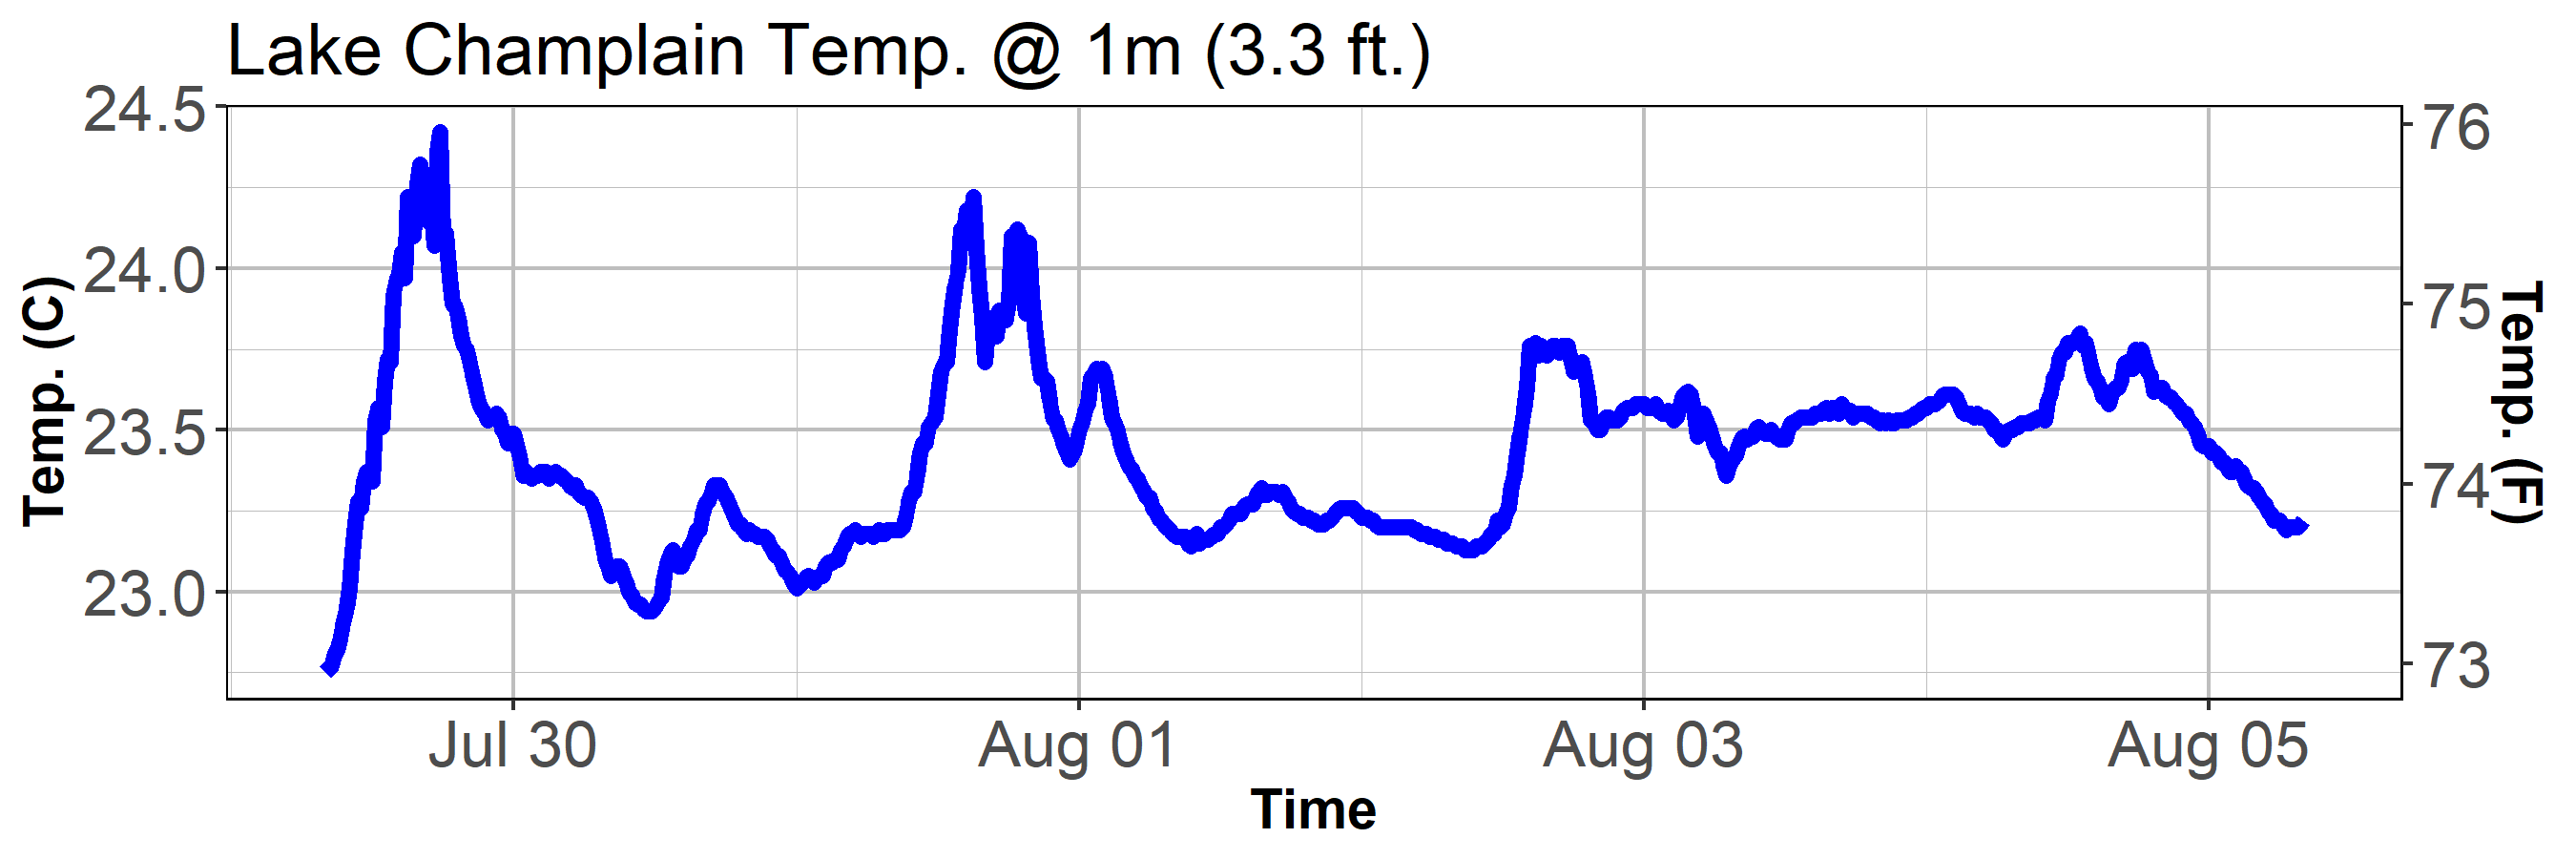 Lake Champlain Temp. @ 1m (3.3 ft.)
24.5
24.0
23.5
23.0
Temp. (C)
76
75
74
73
Temp. (F)
Jul 30 Aug 01 Aug 03 Aug 05
Time